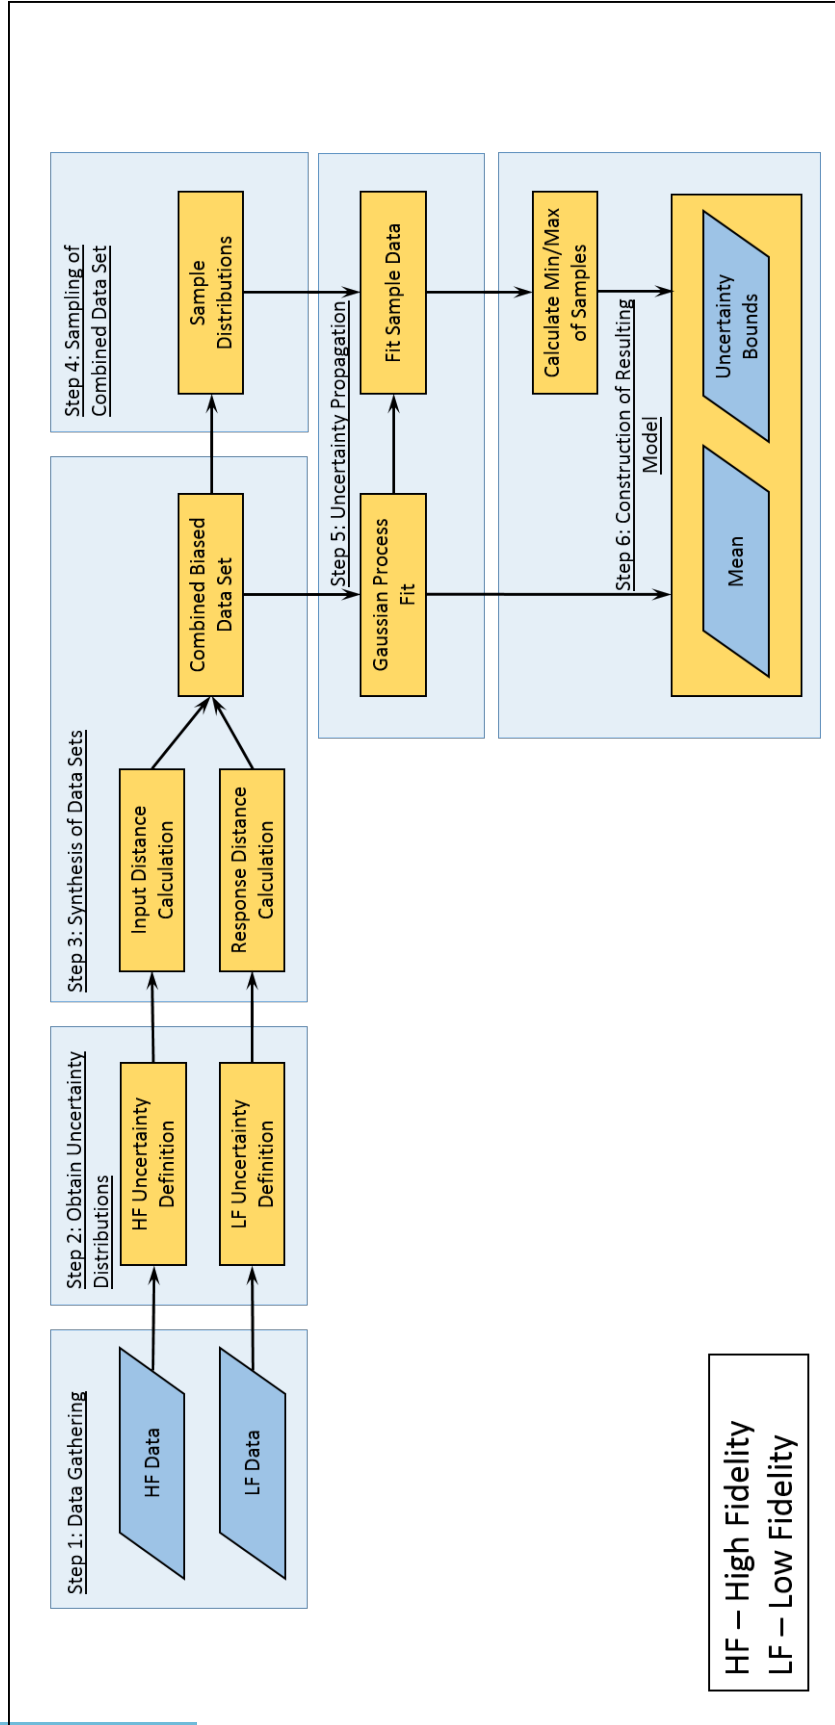 Step 1: Data Gathering
HF Data
LF Data
Step 2: Obtain Uncertainty
Distributions
HF Uncertainty
Definition
LF Uncertainty
Definition
Step 3: Synthesis of Data Sets
Input Distance
Calculation
Response Distance
Calculation
Combined Biased
Data Set
Step 4: Sampling of
Combined Data Set
Sample
Distributions
Step 5: Uncertainty Propagation
Gaussian Process
Fit
Fit Sample Data
Step 6: Construction of Resulting
Model
Calculate Min/Max
of Samples
Mean
Uncertainty
Bounds
HF – High Fidelity
LF – Low Fidelity